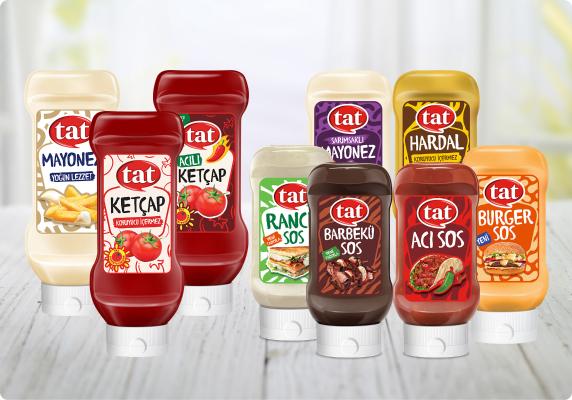 tat
MAYONEZ
YOĞUN LEZZET
tat
KETÇAP
KORUYUCU İÇERMEZ
tat
ACILI
KETÇAP
tat
SARIMSAKLI
MAYONEZ
tat
HARDAL
KORUYUCU İÇERMEZ
tat
RANC
SOS
tat
BARBEKÜ
SOS
tat
ACI SOS
tat
BURGER
SOS
YENİ